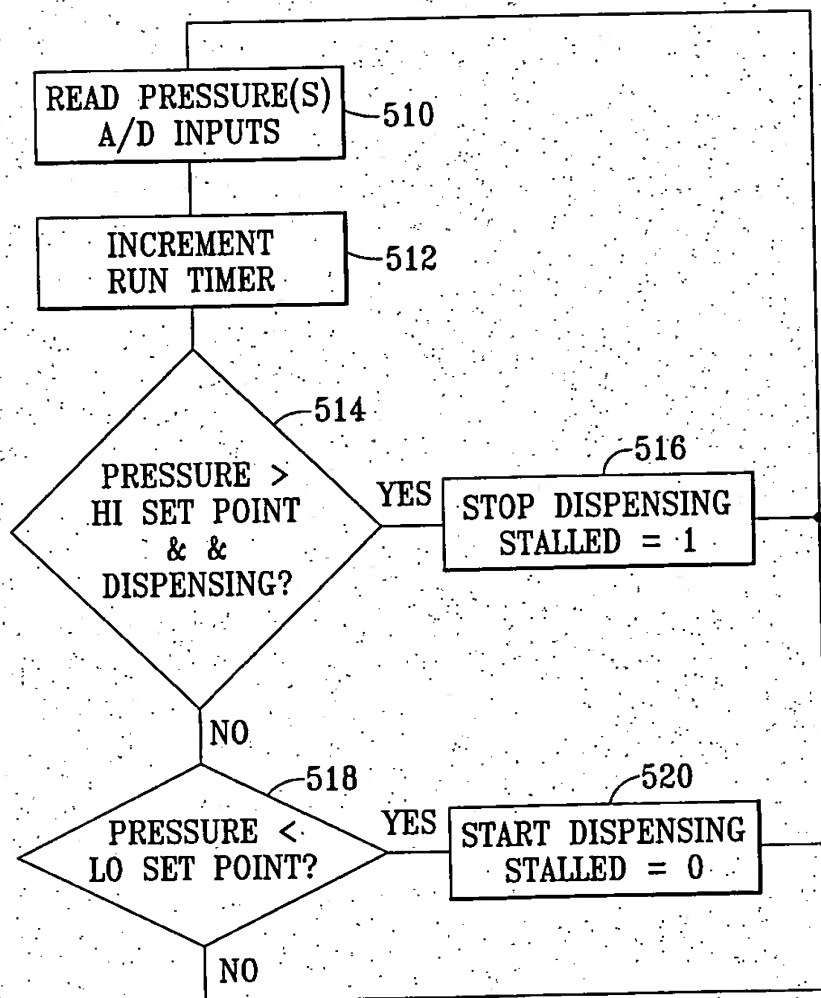 READ PRESSURE(S)
A/D INPUTS
510
INCREMENT
RUN TIMER
512
514
PRESSURE >
HI SET POINT
& &
DISPENSING?
YES
516
STOP DISPENSING
STALLED = 1
NO
518
PRESSURE <
LO SET POINT?
YES
520
START DISPENSING
STALLED = 0
NO